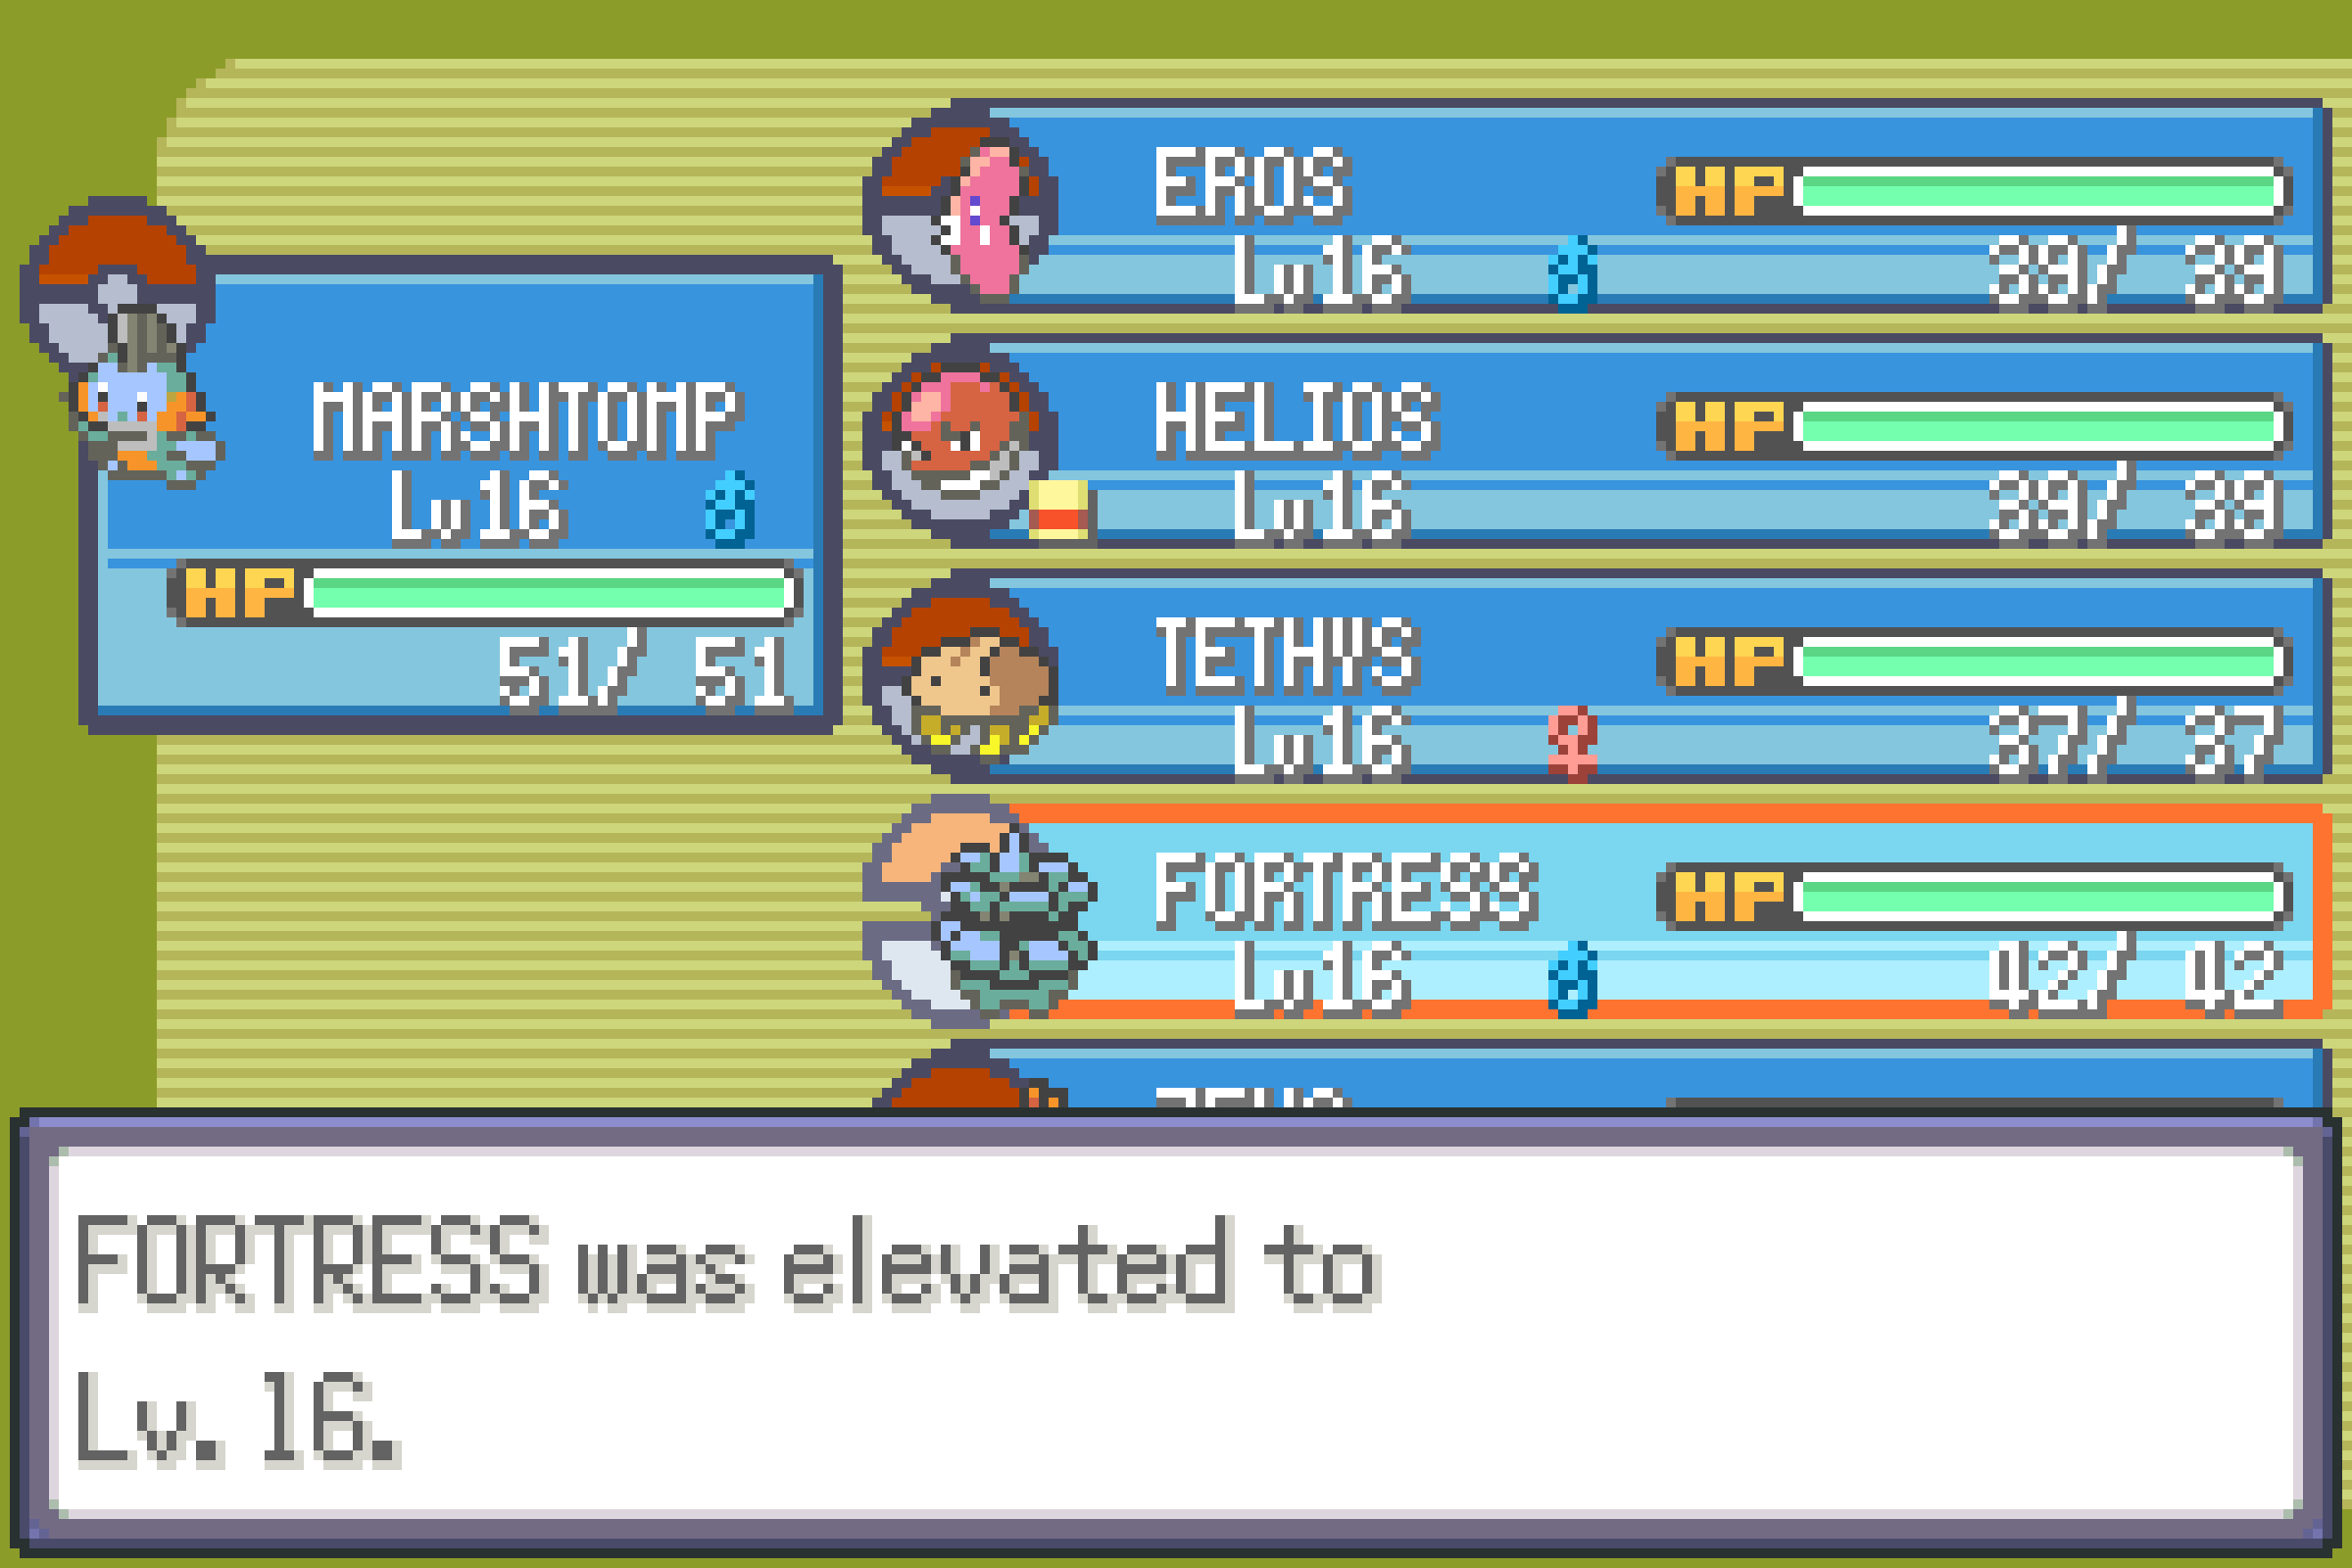 MARSHTOMP
Lv16 ♂
HP
51/ 51
EROS
HP
Lv16 ♂ 39/ 39
HELIOS
HP
Lv16 39/ 39
TETHYS
HP
Lv16 ♀ 37/ 37
FORTRESS
HP
Lv16 ♂ 42/ 42
FORTRESS was elevated to
Lv. 16.